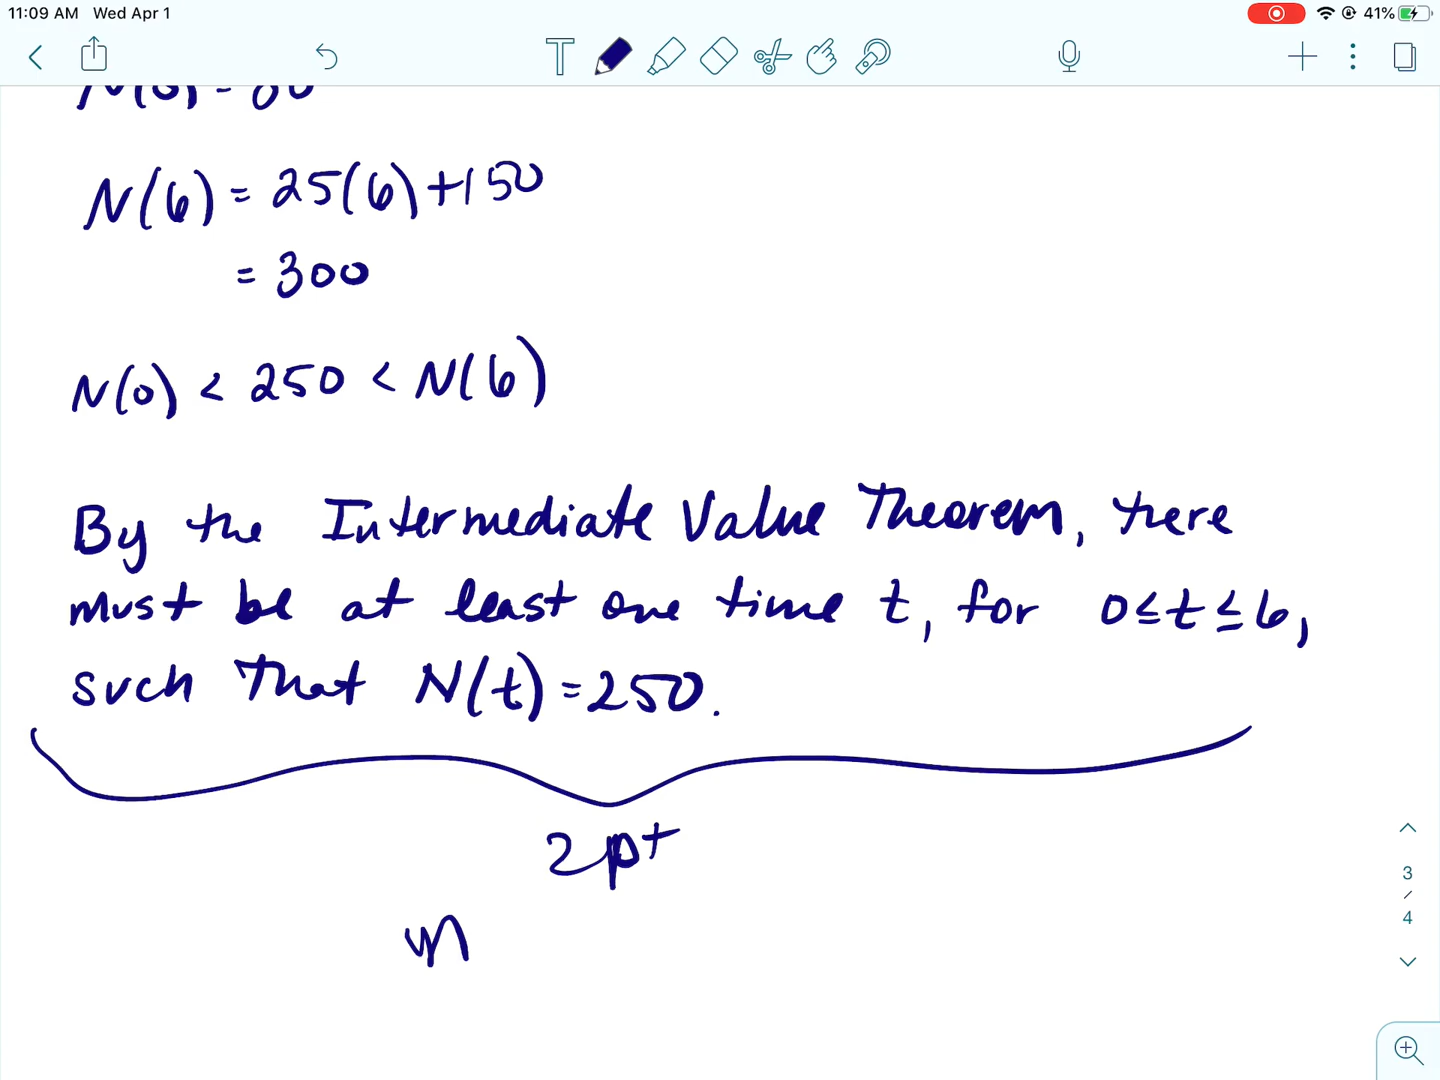 11:09 AM Wed Apr 1
41%
T
N(6) = 25(6)+150
= 300
N(0) < 250 < N(6)
By the Intermediate Value Theorem, there
must be at least one time t, for 0≤t≤6,
such that N(t)=250.
2pt
3
/
4